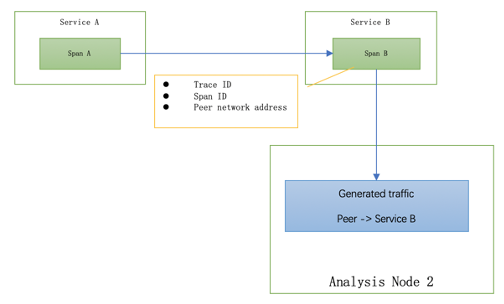 Service A
Service B
Span A
Span B
Trace ID
Span ID
Peer network address
Generated traffic
Peer -> Service B
Analysis Node 2